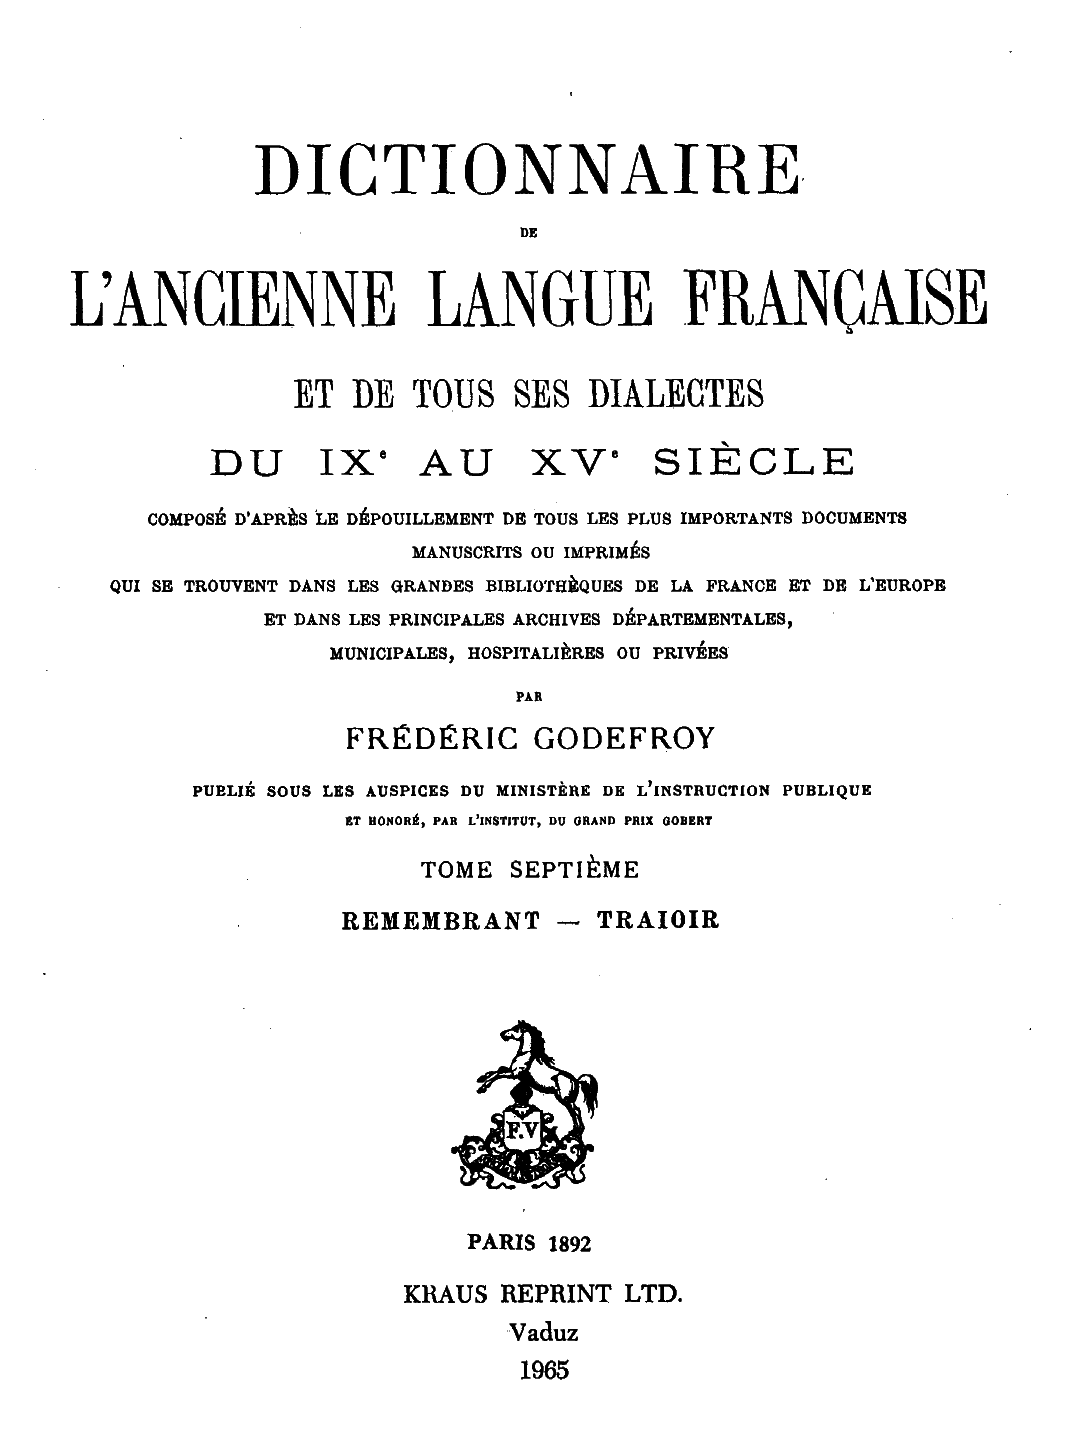 DICTIONNAIRE
DE
L'ANCIENNE LANGUE FRANÇAISE
ET DE TOUS SES DIALECTES
DU IXe AU XVe SIÈCLE
COMPOSÉ D'APRÈS LE DÉPOUILLEMENT DE TOUS LES PLUS IMPORTANTS DOCUMENTS
MANUSCRITS OU IMPRIMÉS
QUI SE TROUVENT DANS LES GRANDES BIBLIOTHÈQUES DE LA FRANCE ET DE L'EUROPE
ET DANS LES PRINCIPALES ARCHIVES DÉPARTEMENTALES,
MUNICIPALES, HOSPITALIÈRES OU PRIVÉES
PAR
FRÉDÉRIC GODEFROY
PUBLIÉ SOUS LES AUSPICES DU MINISTÈRE DE L'INSTRUCTION PUBLIQUE
ET HONORÉ, PAR L'INSTITUT, DU GRAND PRIX GOBERT
TOME SEPTIÈME
REMEMBRANT — TRAIOIR
F.V
PARIS 1892
KRAUS REPRINT LTD.
Vaduz
1965